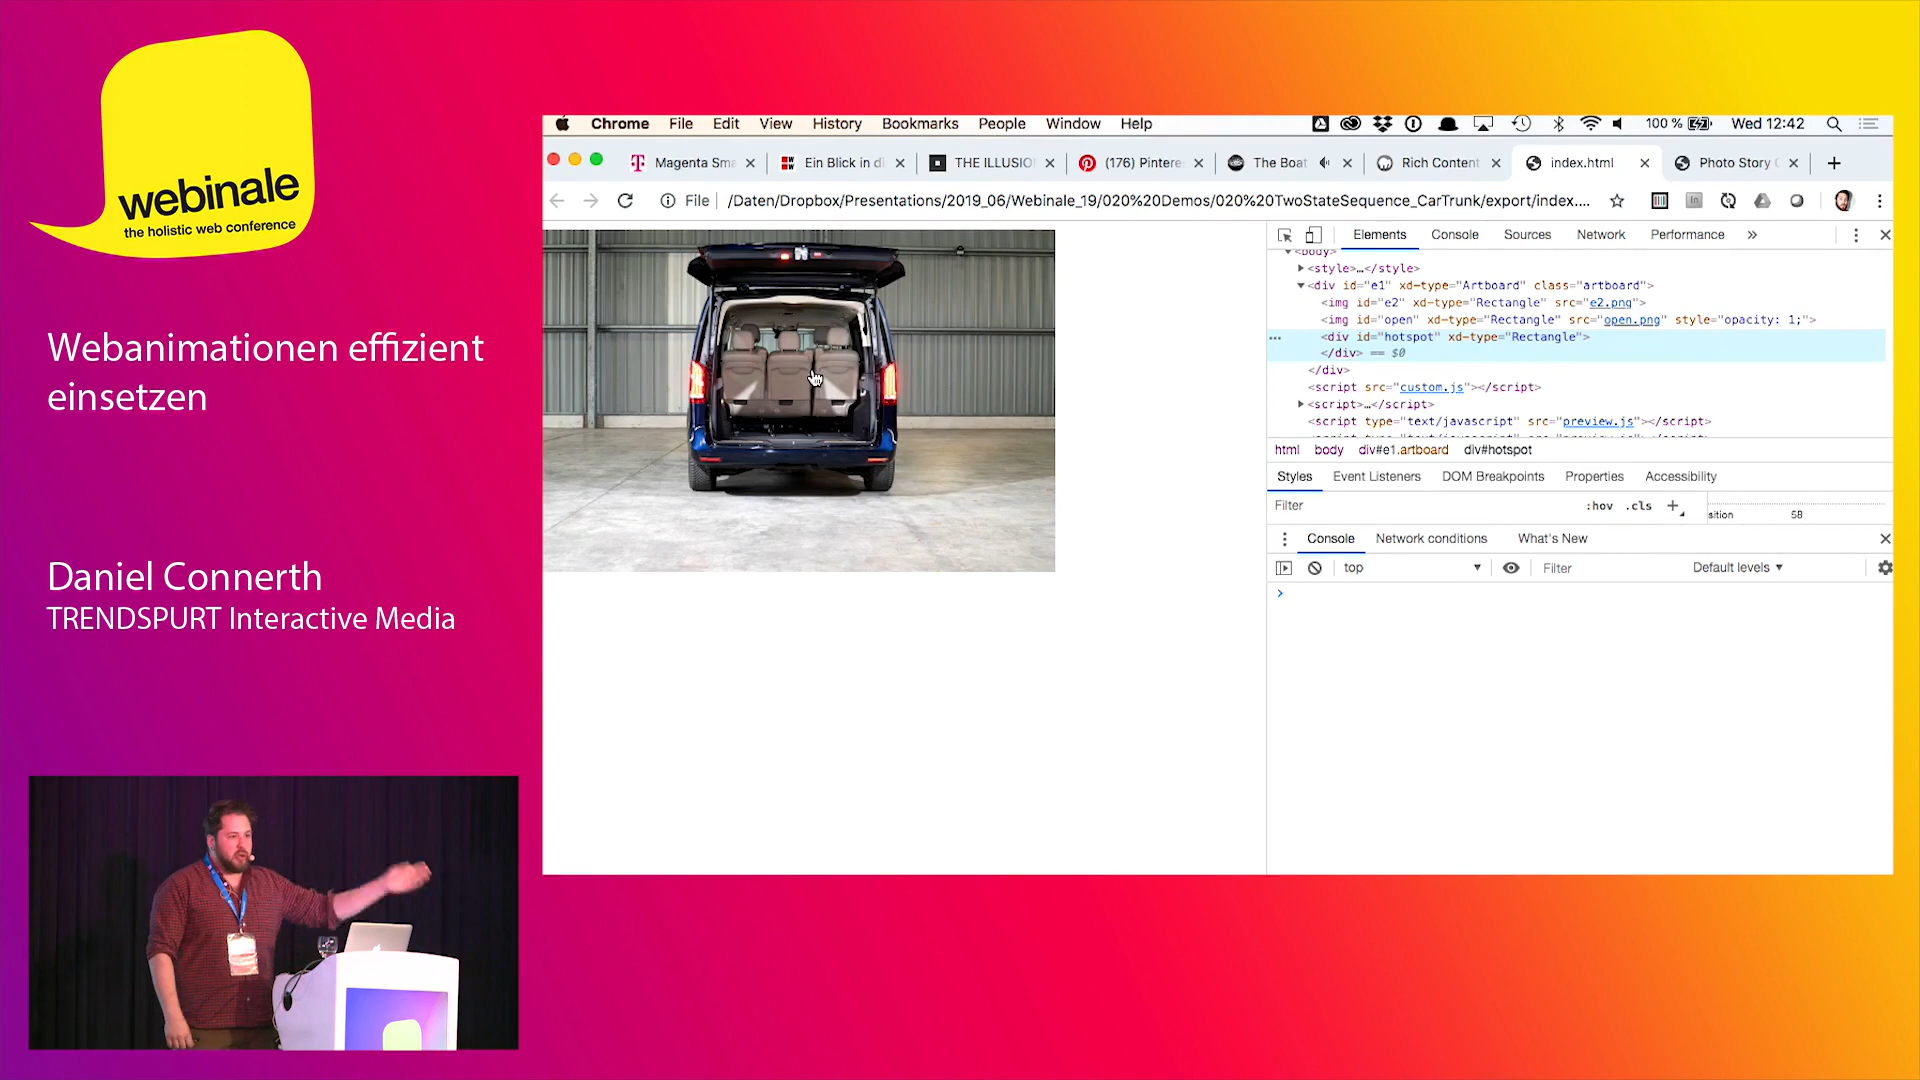 webinale
the holistic web conference
Webanimationen effizient
einsetzen
Daniel Connerth
TRENDSPURT Interactive Media
Chrome File Edit View History Bookmarks People Window Help 100 % Wed 12:42
Magenta Sma Ein Blick in di THE ILLUSIO (176) Pintere The Boat Rich Content index.html Photo Story
File /Daten/Dropbox/Presentations/2019_06/Webinale_19/020%20Demos/020%20TwoStateSequence_CarTrunk/export/index....
Elements Console Sources Network Performance »
<body>
<style>…</style>
<div id="e1" xd-type="Artboard" class="artboard">
<img id="e2" xd-type="Rectangle" src="e2.png">
<img id="open" xd-type="Rectangle" src="open.png" style="opacity: 1;">
<div id="hotspot" xd-type="Rectangle">
</div> == $0
</div>
<script src="custom.js"></script>
<script>…</script>
<script type="text/javascript" src="preview.js"></script>
html body div#e1.artboard div#hotspot
Styles Event Listeners DOM Breakpoints Properties Accessibility
Filter :hov .cls + sition 58
Console Network conditions What's New
top Filter Default levels